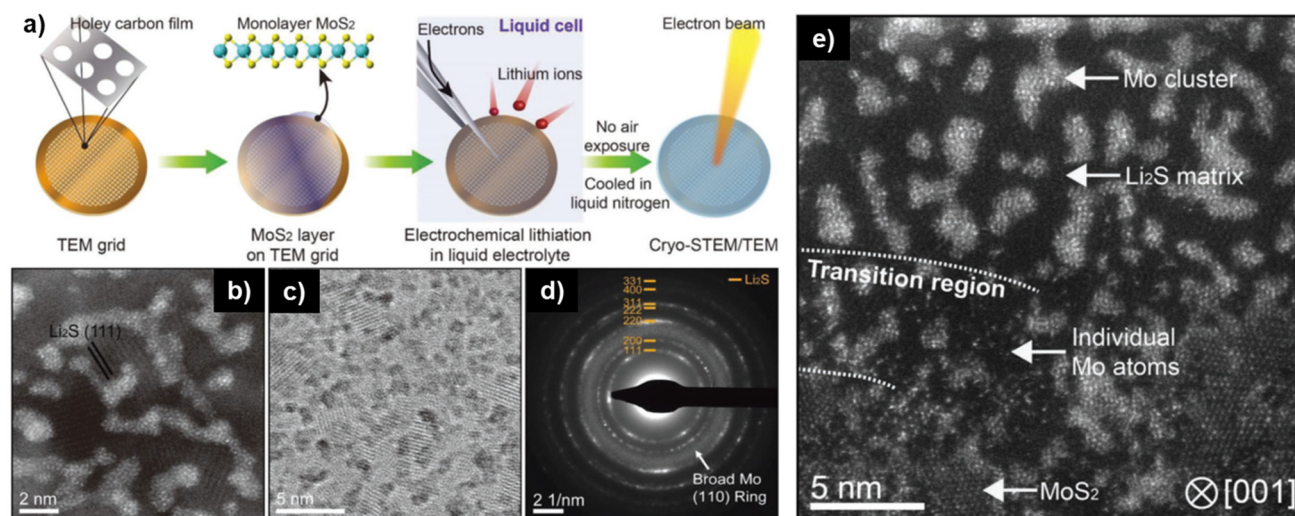 a)
Holey carbon film
Monolayer MoS₂
Electrons
Liquid cell
Lithium ions
Electron beam
No air
exposure
Cooled in
liquid nitrogen
TEM grid
MoS₂ layer
on TEM grid
Electrochemical lithiation
in liquid electrolyte
Cryo-STEM/TEM
b)
Li₂S (111)
2 nm
c)
5 nm
d)
331
400
311
222
220
200
111
Li₂S
Broad Mo
(110) Ring
2 1/nm
e)
Mo cluster
Li₂S matrix
Transition region
Individual
Mo atoms
MoS₂
5 nm
[001]